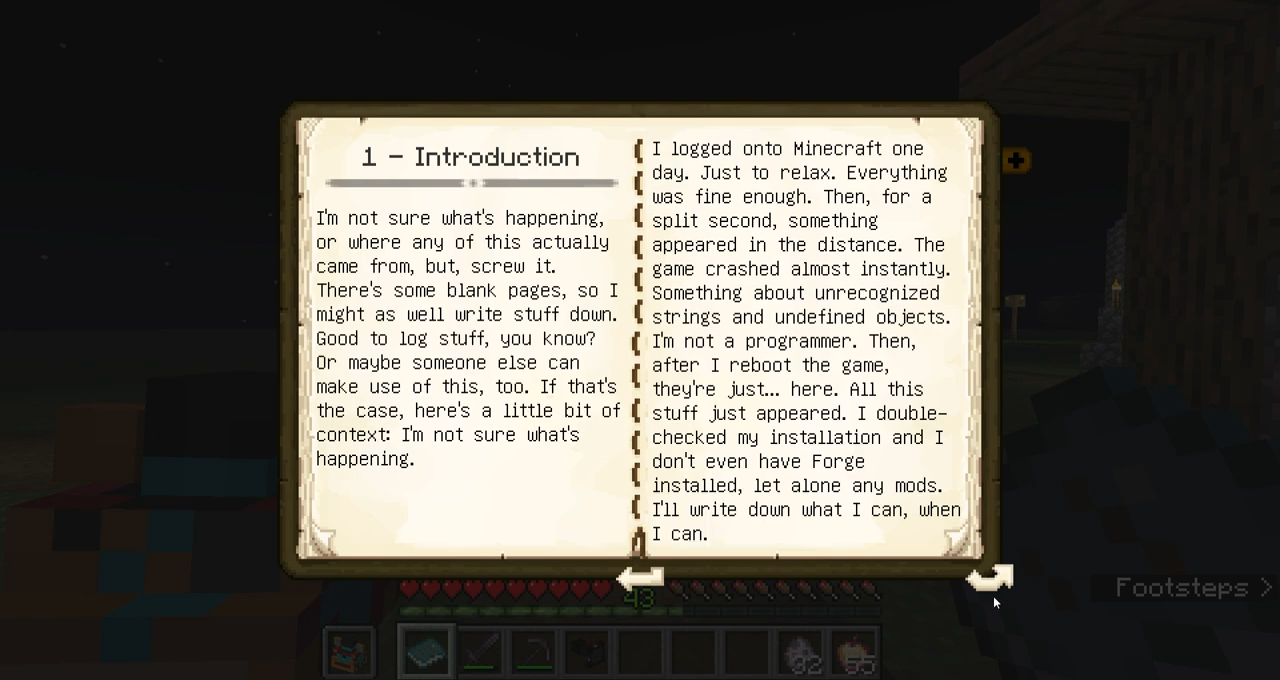 1 - Introduction
I'm not sure what's happening,
or where any of this actually
came from, but, screw it.
There's some blank pages, so I
might as well write stuff down.
Good to log stuff, you know?
Or maybe someone else can
make use of this, too. If that's
the case, here's a little bit of
context: I'm not sure what's
happening.
I logged onto Minecraft one
day. Just to relax. Everything
was fine enough. Then, for a
split second, something
appeared in the distance. The
game crashed almost instantly.
Something about unrecognized
strings and undefined objects.
I'm not a programmer. Then,
after I reboot the game,
they're just... here. All this
stuff just appeared. I double-
checked my installation and I
don't even have Forge
installed, let alone any mods.
I'll write down what I can, when
I can.
43
Footsteps >